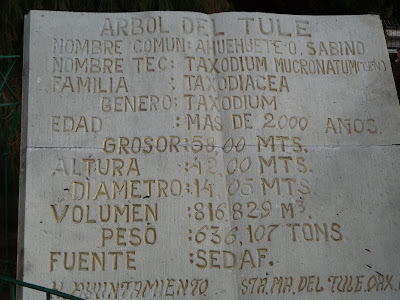 ARBOL DEL TULE
NOMBRE COMUN: AHUEHUETE O SABINO
NOMBRE TEC: TAXODIUM MUCRONATUM (TEN)
FAMILIA : TAXODIACEA
GENERO: TAXODIUM
EDAD : MAS DE 2000 AÑOS.
GROSOR: 58,00 MTS.
ALTURA : 42,00 MTS.
DIAMETRO: 14,05 MTS.
VOLUMEN : 816,829 M³.
PESO : 636,107 TONS
FUENTE : SEDAF.
H. AYUNTAMIENTO STA. MA. DEL TULE, OAX.